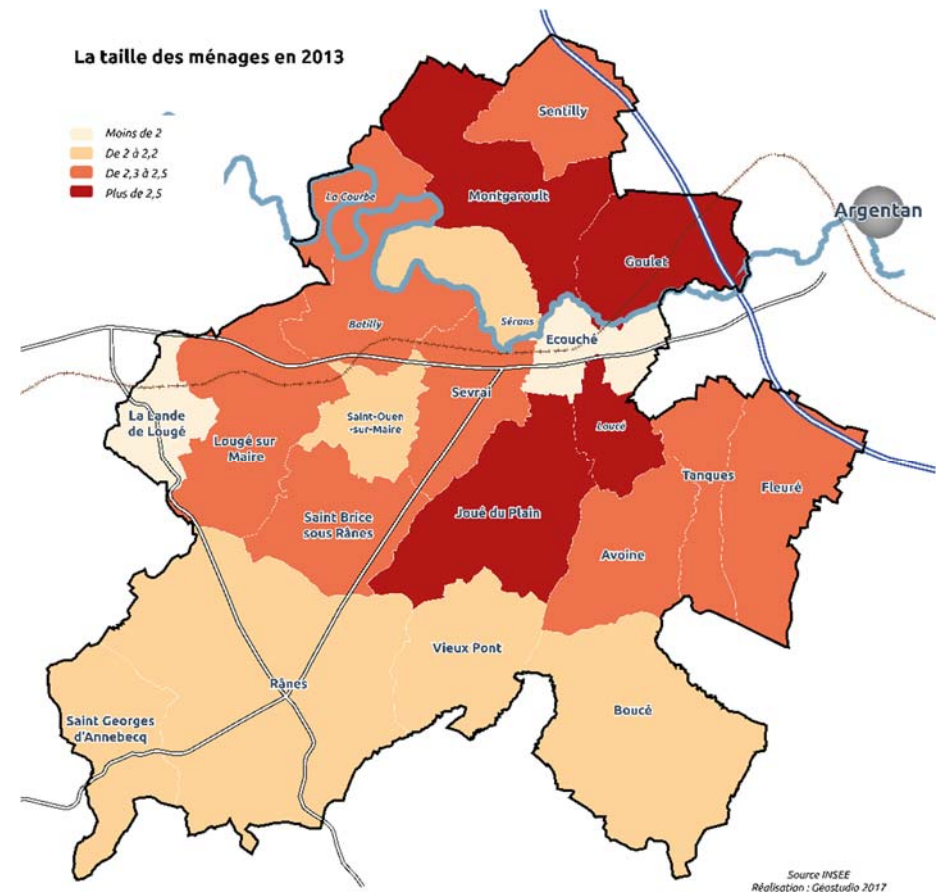 La taille des ménages en 2013
Moins de 2
De 2 à 2,2
De 2,3 à 2,5
Plus de 2,5
Sentilly
La Courbe
Montgaroult
Argentan
Goulet
Batilly
Sérans
Ecouché
Sevrai
La Lande
de Lougé
Saint-Ouen
-sur-Maire
Lougé sur
Maire
Loucé
Tanques
Fleuré
Saint Brice
sous Rânes
Joué du Plain
Avoine
Vieux Pont
Rânes
Boucé
Saint Georges
d'Annebecq
Source INSEE
Réalisation : Géostudio 2017